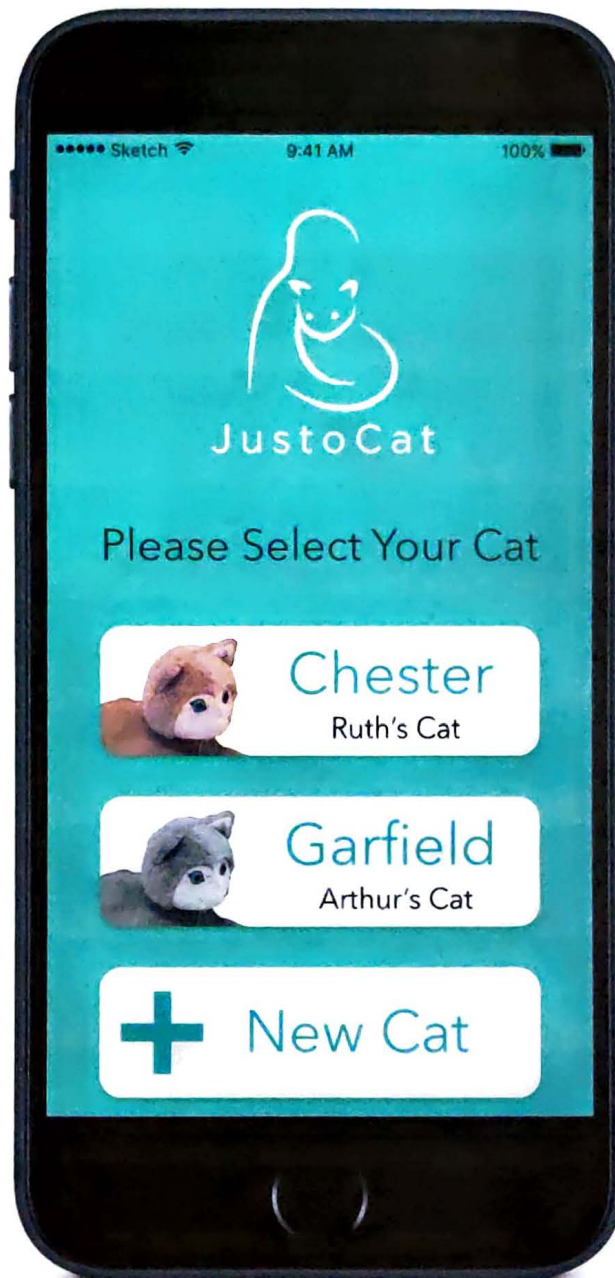 Sketch 9:41 AM 100%
JustoCat
Please Select Your Cat
Chester
Ruth's Cat
Garfield
Arthur's Cat
New Cat